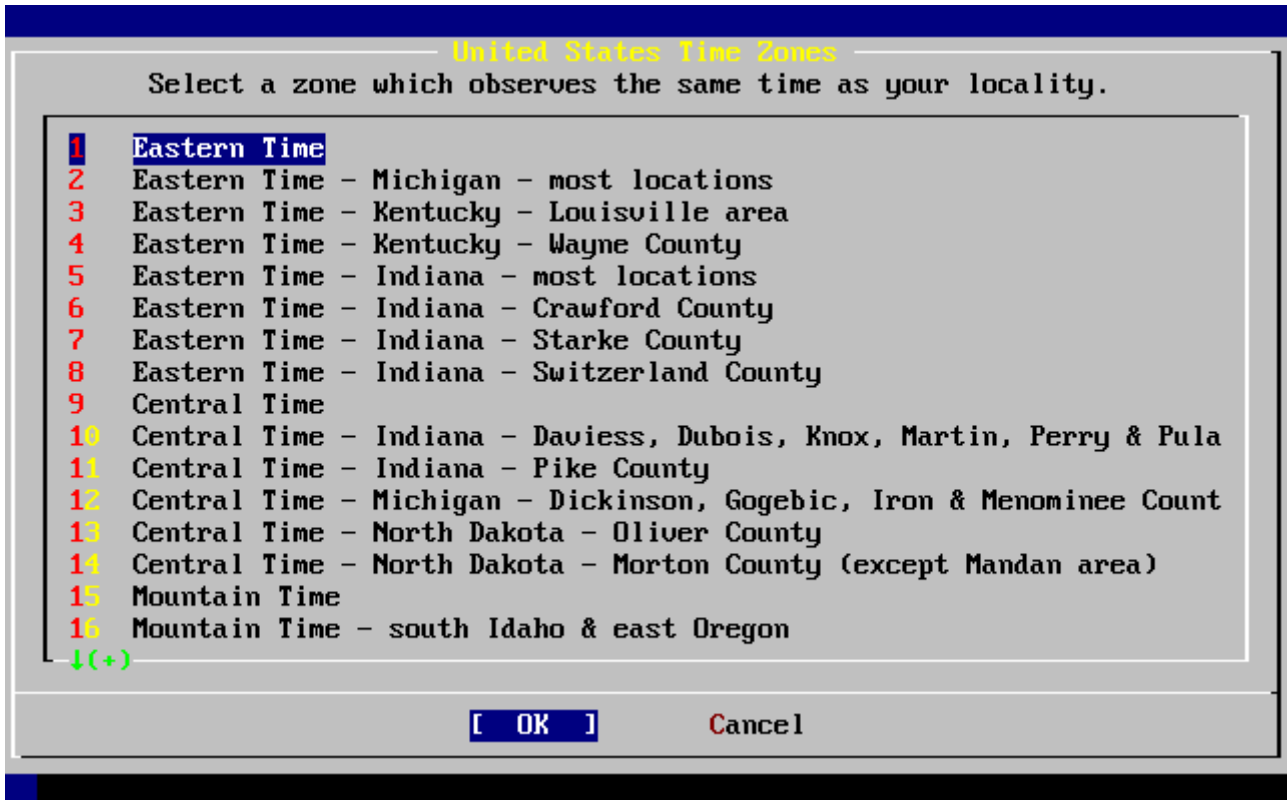 United States Time Zones
Select a zone which observes the same time as your locality.
1 Eastern Time
2 Eastern Time - Michigan - most locations
3 Eastern Time - Kentucky - Louisville area
4 Eastern Time - Kentucky - Wayne County
5 Eastern Time - Indiana - most locations
6 Eastern Time - Indiana - Crawford County
7 Eastern Time - Indiana - Starke County
8 Eastern Time - Indiana - Switzerland County
9 Central Time
10 Central Time - Indiana - Daviess, Dubois, Knox, Martin, Perry & Pula
11 Central Time - Indiana - Pike County
12 Central Time - Michigan - Dickinson, Gogebic, Iron & Menominee Count
13 Central Time - North Dakota - Oliver County
14 Central Time - North Dakota - Morton County (except Mandan area)
15 Mountain Time
16 Mountain Time - south Idaho & east Oregon
↓(+)
[ OK ] Cancel